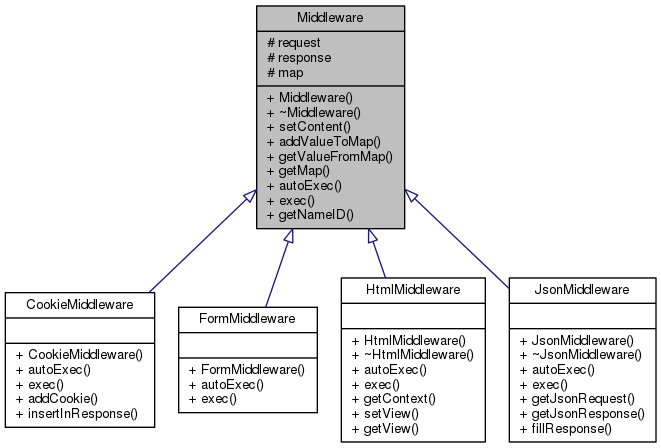 Middleware
# request
# response
# map
+ Middleware()
+ ~Middleware()
+ setContent()
+ addValueToMap()
+ getValueFromMap()
+ getMap()
+ autoExec()
+ exec()
+ getNameID()
CookieMiddleware
+ CookieMiddleware()
+ autoExec()
+ exec()
+ addCookie()
+ insertInResponse()
FormMiddleware
+ FormMiddleware()
+ autoExec()
+ exec()
HtmlMiddleware
+ HtmlMiddleware()
+ ~HtmlMiddleware()
+ autoExec()
+ exec()
+ getContext()
+ setView()
+ getView()
JsonMiddleware
+ JsonMiddleware()
+ ~JsonMiddleware()
+ autoExec()
+ exec()
+ getJsonRequest()
+ getJsonResponse()
+ fillResponse()